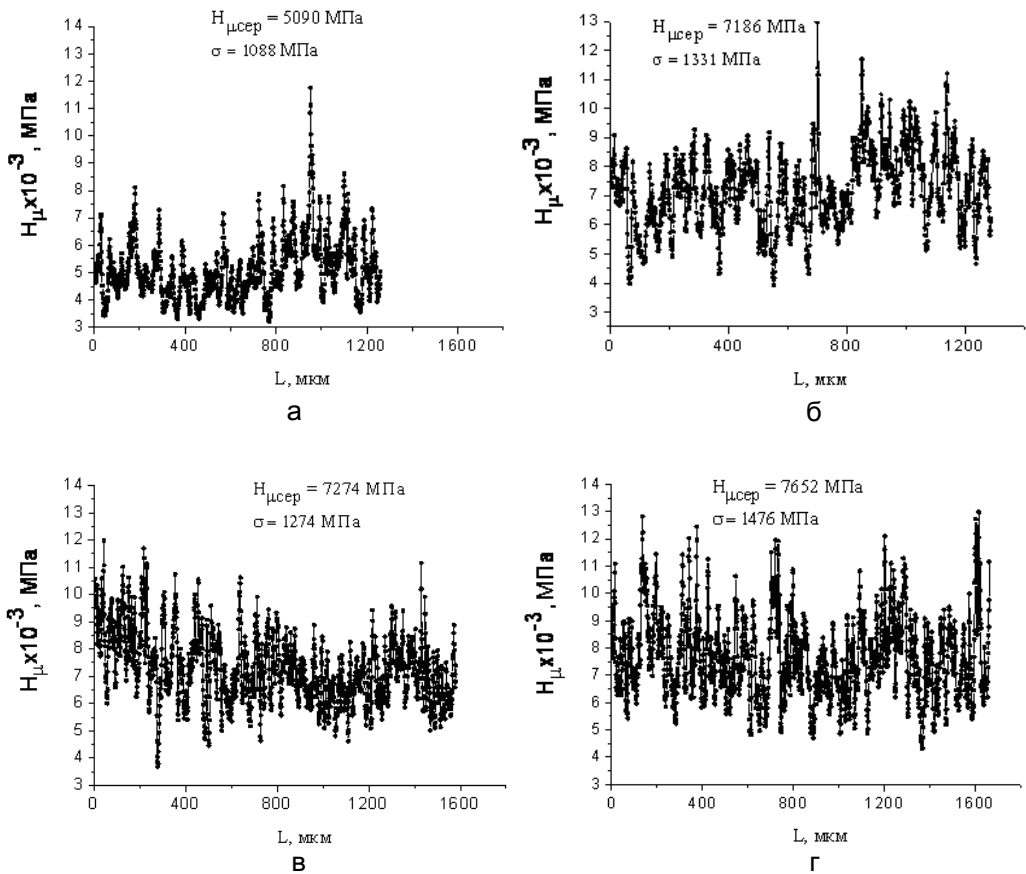 H_μсер = 5090 МПа
σ = 1088 МПа
H_μx10^-3, МПа
14
13
12
11
10
9
8
7
6
5
4
3
0 400 800 1200 1600
L, мкм
а
H_μсер = 7186 МПа
σ = 1331 МПа
H_μx10^-3, МПа
13
12
11
10
9
8
7
6
5
4
3
0 400 800 1200
L, мкм
б
H_μсер = 7274 МПа
σ = 1274 МПа
H_μx10^-3, МПа
14
13
12
11
10
9
8
7
6
5
4
3
0 400 800 1200 1600
L, мкм
в
H_μсер = 7652 МПа
σ = 1476 МПа
H_μx10^-3, МПа
14
13
12
11
10
9
8
7
6
5
4
3
0 400 800 1200 1600
L, мкм
г